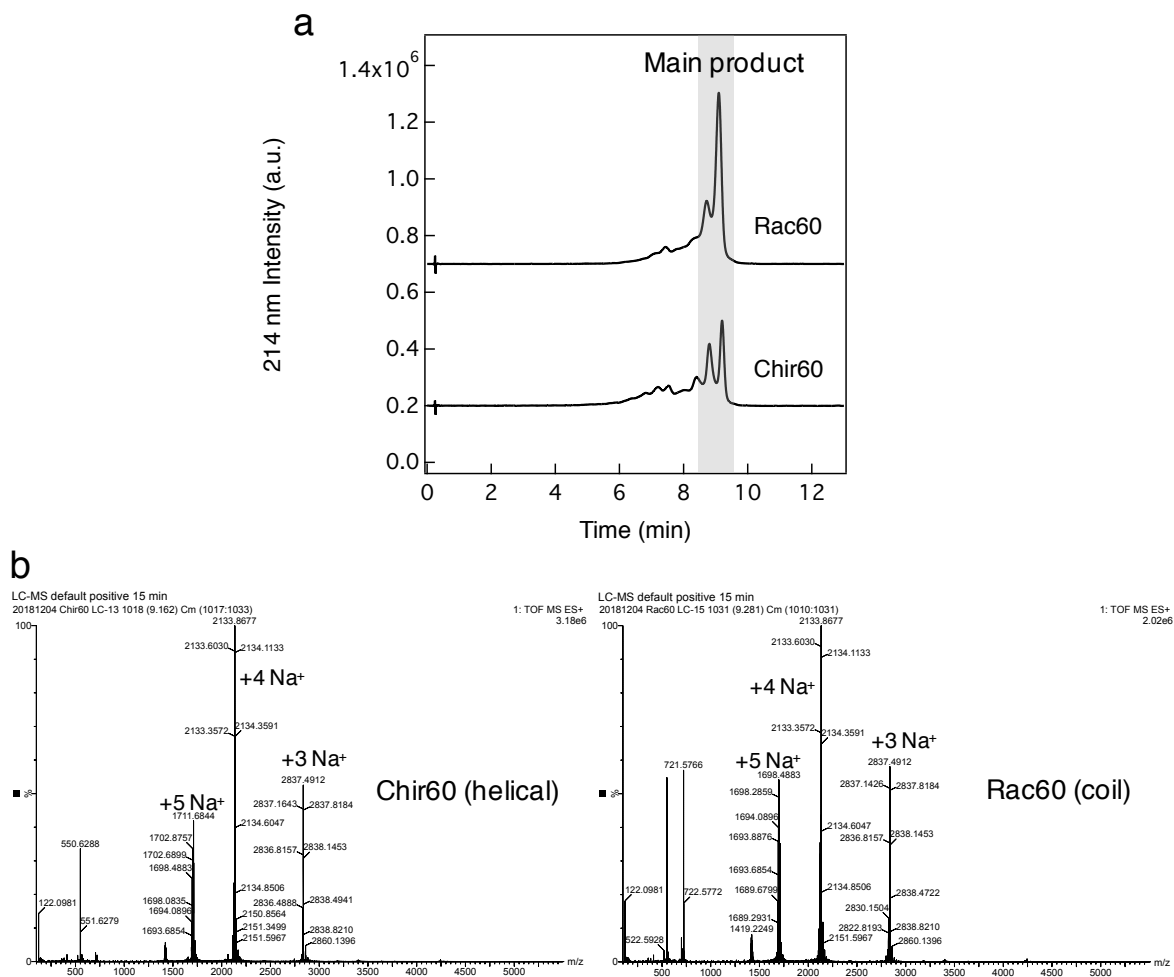 a
Main product
1.4x10⁶
1.2
1.0
0.8
0.6
0.4
0.2
0.0
214 nm Intensity (a.u.)
Rac60
Chir60
0 2 4 6 8 10 12
Time (min)
b
LC-MS default positive 15 min
20181204 Chir60 LC-13 1018 (9.162) Cm (1017:1033)
1: TOF MS ES+
3.18e6
100
%
0
2133.8677
2133.6030
2134.1133
+4 Na⁺
2133.3572
2134.3591
+3 Na⁺
2837.4912
+5 Na⁺
1711.6844
2837.1643
2837.8184
Chir60 (helical)
1702.8757
2134.6047
550.6288
1702.6899
2836.8157
2838.1453
1698.4883
2134.8506
122.0981
1698.0835
2836.4888
2838.4941
551.6279
1694.0896
2150.8564
1693.6854
2151.3499
2838.8210
2151.5967
2860.1396
500 1000 1500 2000 2500 3000 3500 4000 4500 5000
m/z
LC-MS default positive 15 min
20181204 Rac60 LC-15 1031 (9.281) Cm (1010:1031)
1: TOF MS ES+
2.02e6
100
%
0
2133.8677
2133.6030
2134.1133
+4 Na⁺
2133.3572
2134.3591
+3 Na⁺
2837.4912
+5 Na⁺
1698.4883
721.5766
2837.1426
2837.8184
Rac60 (coil)
1698.2859
1694.0896
2134.6047
1693.8876
2836.8157
2838.1453
1693.6854
122.0981
722.5772
1689.6799
2134.8506
2838.4722
1689.2931
2830.1504
1419.2249
2822.8193
2838.8210
522.5928
2151.5967
2860.1396
500 1000 1500 2000 2500 3000 3500 4000 4500 5000
m/z